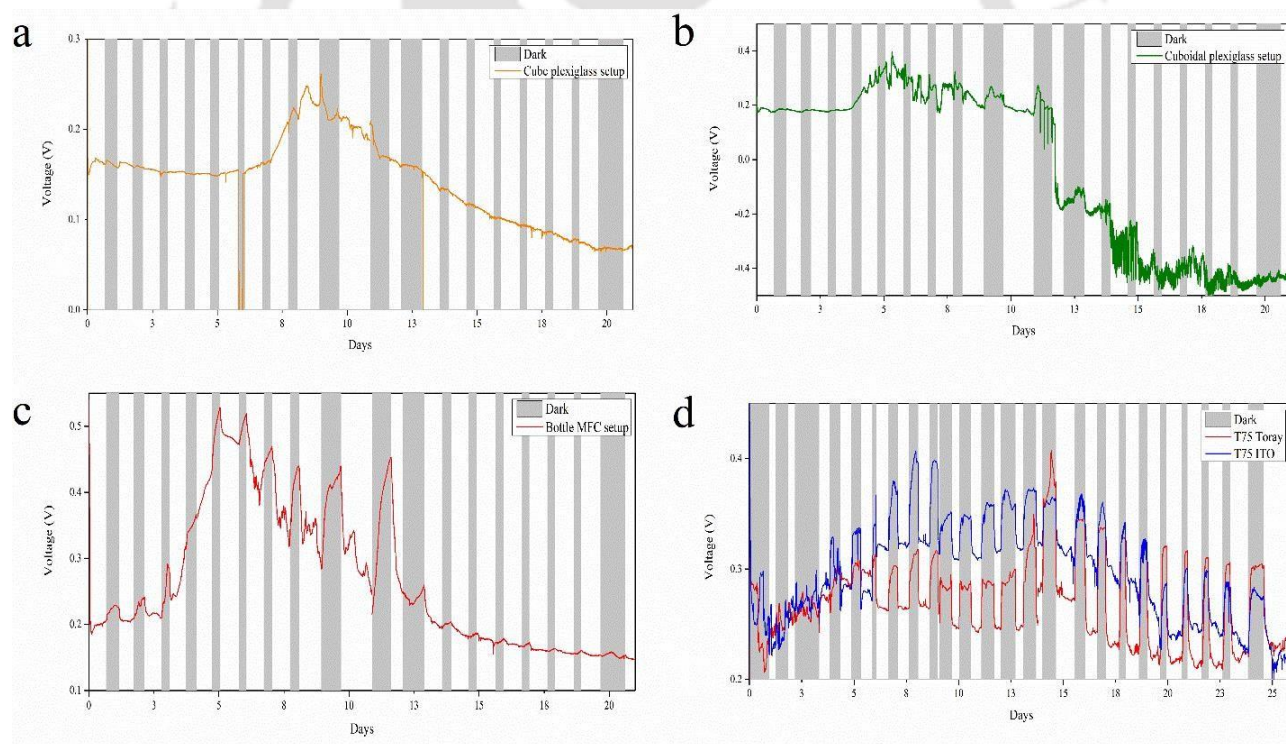 a
0.3
0.2
0.1
0.0
Voltage (V)
Dark
Cube plexiglass setup
0 3 5 8 10 13 15 18 20
Days
b
0.4
0.2
0.0
-0.2
-0.4
Voltage (V)
Dark
Cuboidal plexiglass setup
0 3 5 8 10 13 15 18 20
Days
c
0.5
0.4
0.3
0.2
0.1
Voltage (V)
Dark
Bottle MFC setup
0 3 5 8 10 13 15 18 20
Days
d
0.4
0.3
0.2
Voltage (V)
Dark
T75 Toray
T75 ITO
0 3 5 8 10 13 15 18 20 23 25
Days